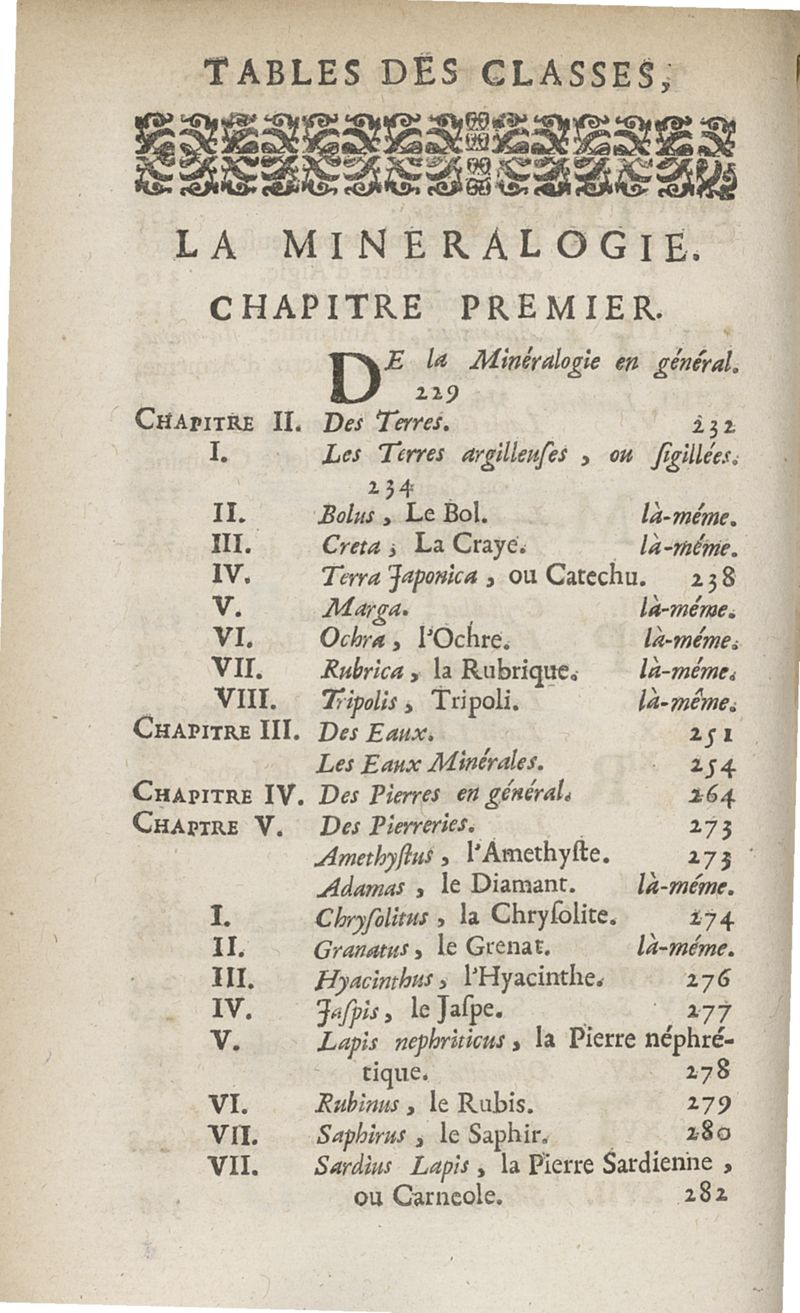 TABLES DES CLASSES,
LA MINERALOGIE.
CHAPITRE PREMIER.
DE la Minéralogie en général.
229
CHAPITRE II. Des Terres. 232
I. Les Terres argilleuſes, ou ſigillées.
234
II. Bolus, Le Bol. là-méme.
III. Creta, La Craye. là-méme.
IV. Terra Japonica, ou Catechu. 238
V. Marga. là-méme.
VI. Ochra, l'Ochre. là-méme.
VII. Rubrica, la Rubrique. là-méme.
VIII. Tripolis, Tripoli. là-méme.
CHAPITRE III. Des Eaux. 251
Les Eaux Minérales. 254
CHAPITRE IV. Des Pierres en général. 264
CHAPTRE V. Des Pierreries. 273
Amethyſtus, l'Amethyſte. 273
Adamas, le Diamant. là-méme.
I. Chryſolitus, la Chryſolite. 274
II. Granatus, le Grenat. là-méme.
III. Hyacinthus, l'Hyacinthe. 276
IV. Jaſpis, le Jaſpe. 277
V. Lapis nephriticus, la Pierre néphré-
tique. 278
VI. Rubinus, le Rubis. 279
VII. Saphirus, le Saphir. 280
VII. Sardius Lapis, la Pierre Sardienne,
ou Carneole. 282